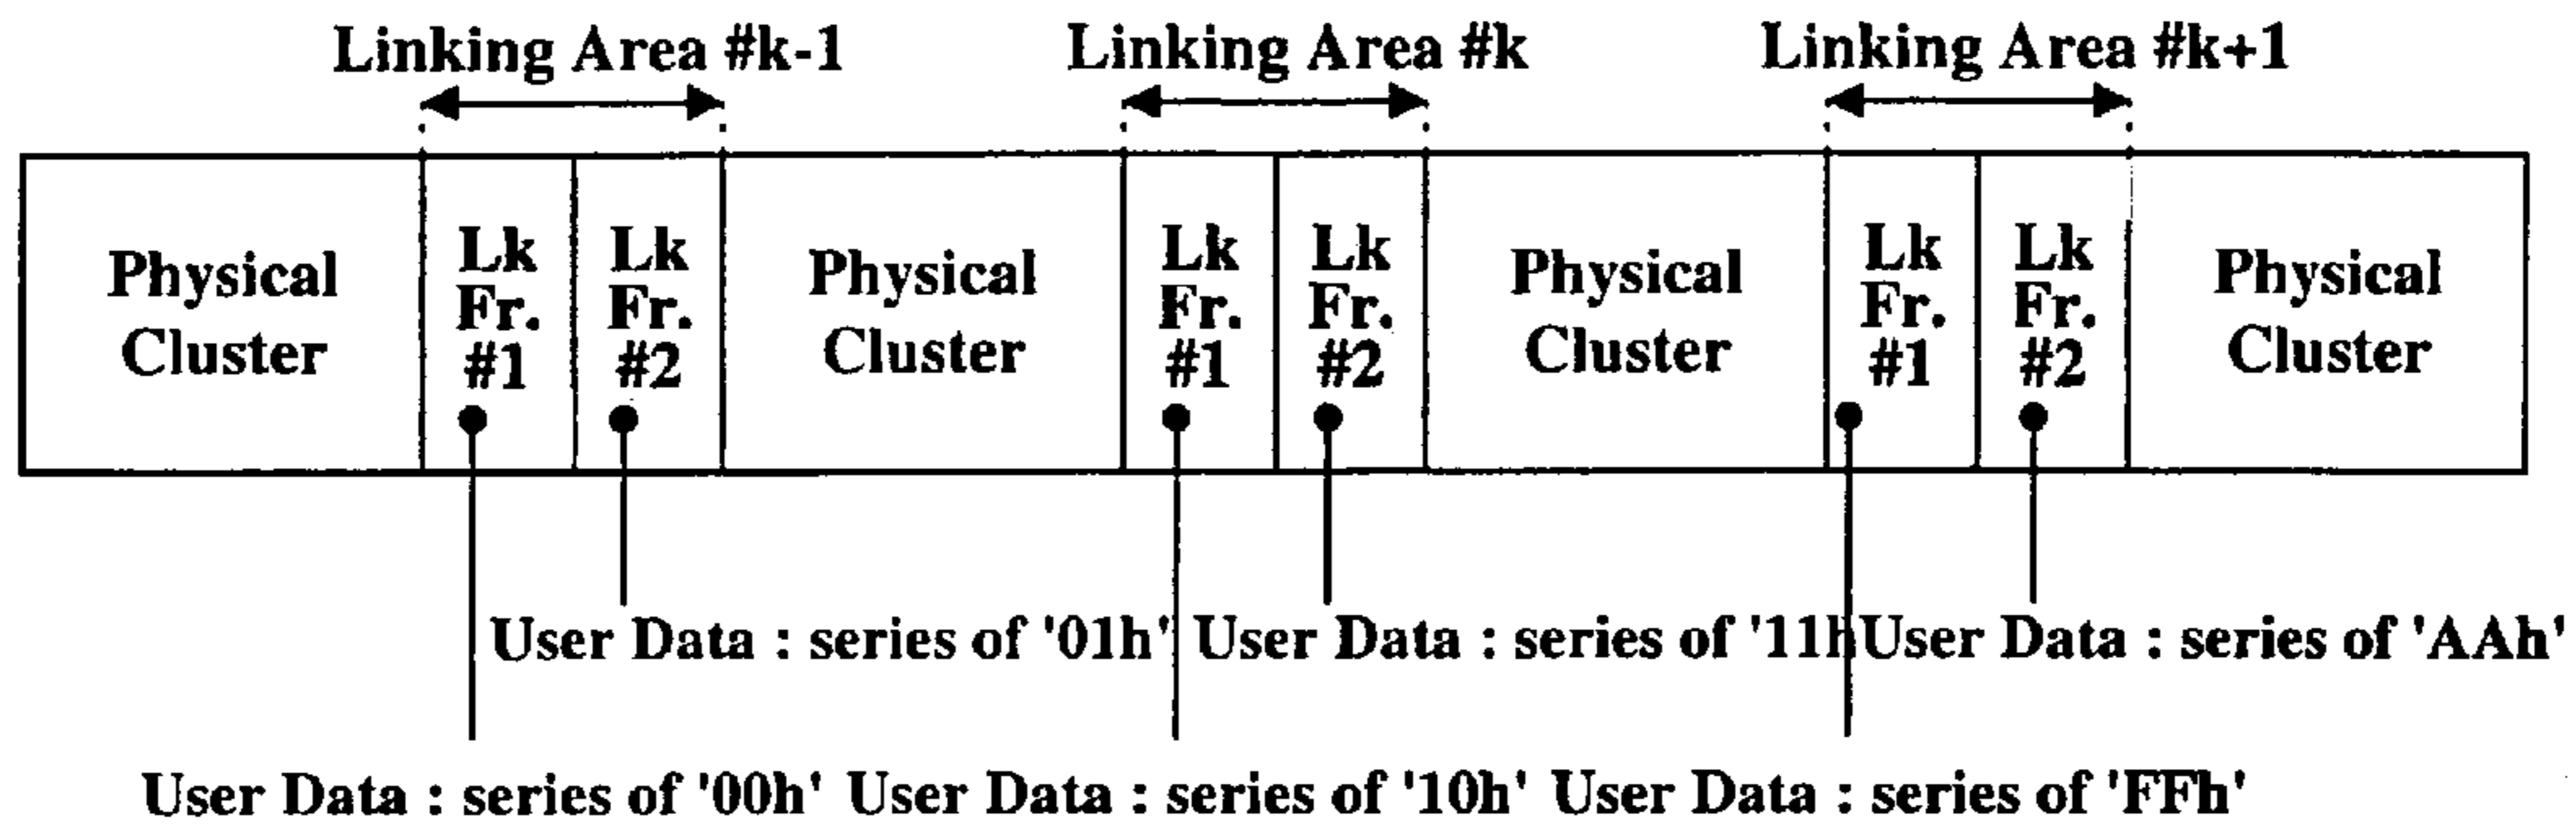 Linking Area #k-1 Linking Area #k Linking Area #k+1
Physical Cluster
Lk Fr. #1
Lk Fr. #2
Physical Cluster
Lk Fr. #1
Lk Fr. #2
Physical Cluster
Lk Fr. #1
Lk Fr. #2
Physical Cluster
User Data : series of '01h' User Data : series of '11h User Data : series of 'AAh'
User Data : series of '00h' User Data : series of '10h' User Data : series of 'FFh'